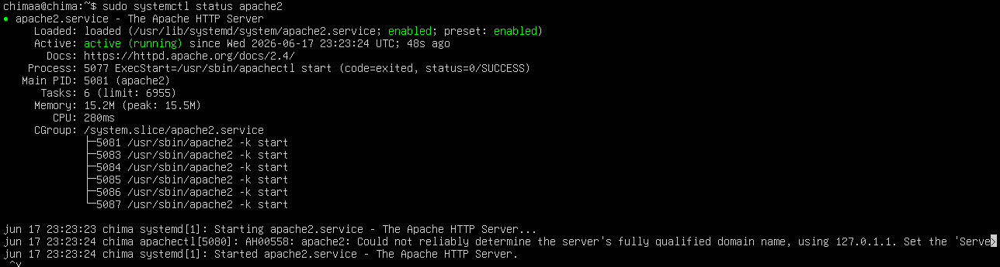 chimaa@chima:~$ sudo systemctl status apache2
● apache2.service - The Apache HTTP Server
     Loaded: loaded (/usr/lib/systemd/system/apache2.service; enabled; preset: enabled)
     Active: active (running) since Wed 2026-06-17 23:23:24 UTC; 48s ago
       Docs: https://httpd.apache.org/docs/2.4/
    Process: 5077 ExecStart=/usr/sbin/apachectl start (code=exited, status=0/SUCCESS)
   Main PID: 5081 (apache2)
      Tasks: 6 (limit: 6955)
     Memory: 15.2M (peak: 15.5M)
        CPU: 280ms
     CGroup: /system.slice/apache2.service
             ├─5081 /usr/sbin/apache2 -k start
             ├─5083 /usr/sbin/apache2 -k start
             ├─5084 /usr/sbin/apache2 -k start
             ├─5085 /usr/sbin/apache2 -k start
             ├─5086 /usr/sbin/apache2 -k start
             └─5087 /usr/sbin/apache2 -k start
jun 17 23:23:23 chima systemd[1]: Starting apache2.service - The Apache HTTP Server...
jun 17 23:23:24 chima apachectl[5080]: AH00558: apache2: Could not reliably determine the server's fully qualified domain name, using 127.0.1.1. Set the 'Serve>
jun 17 23:23:24 chima systemd[1]: Started apache2.service - The Apache HTTP Server.